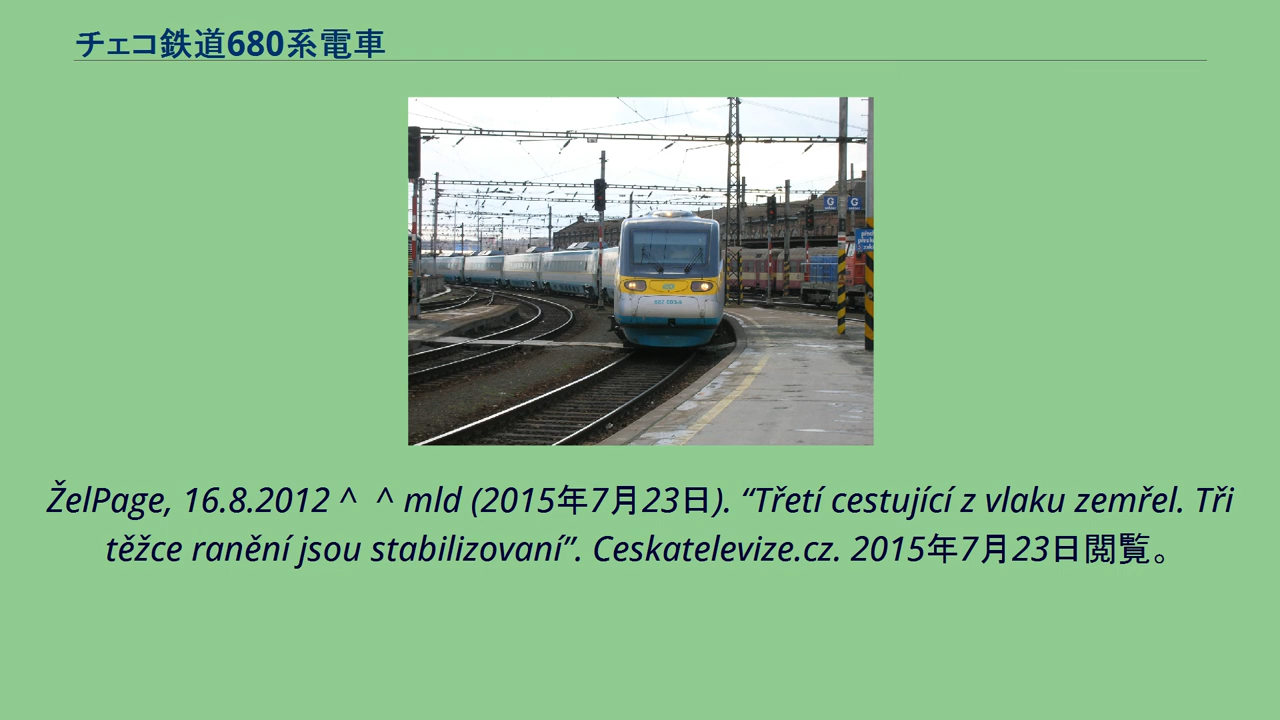 チェコ鉄道680系電車
G G
ŽelPage, 16.8.2012 ^ ^ mld (2015年7月23日). “Třetí cestující z vlaku zemřel. Tři
těžce ranění jsou stabilizovaní”. Ceskatelevize.cz. 2015年7月23日閲覧。